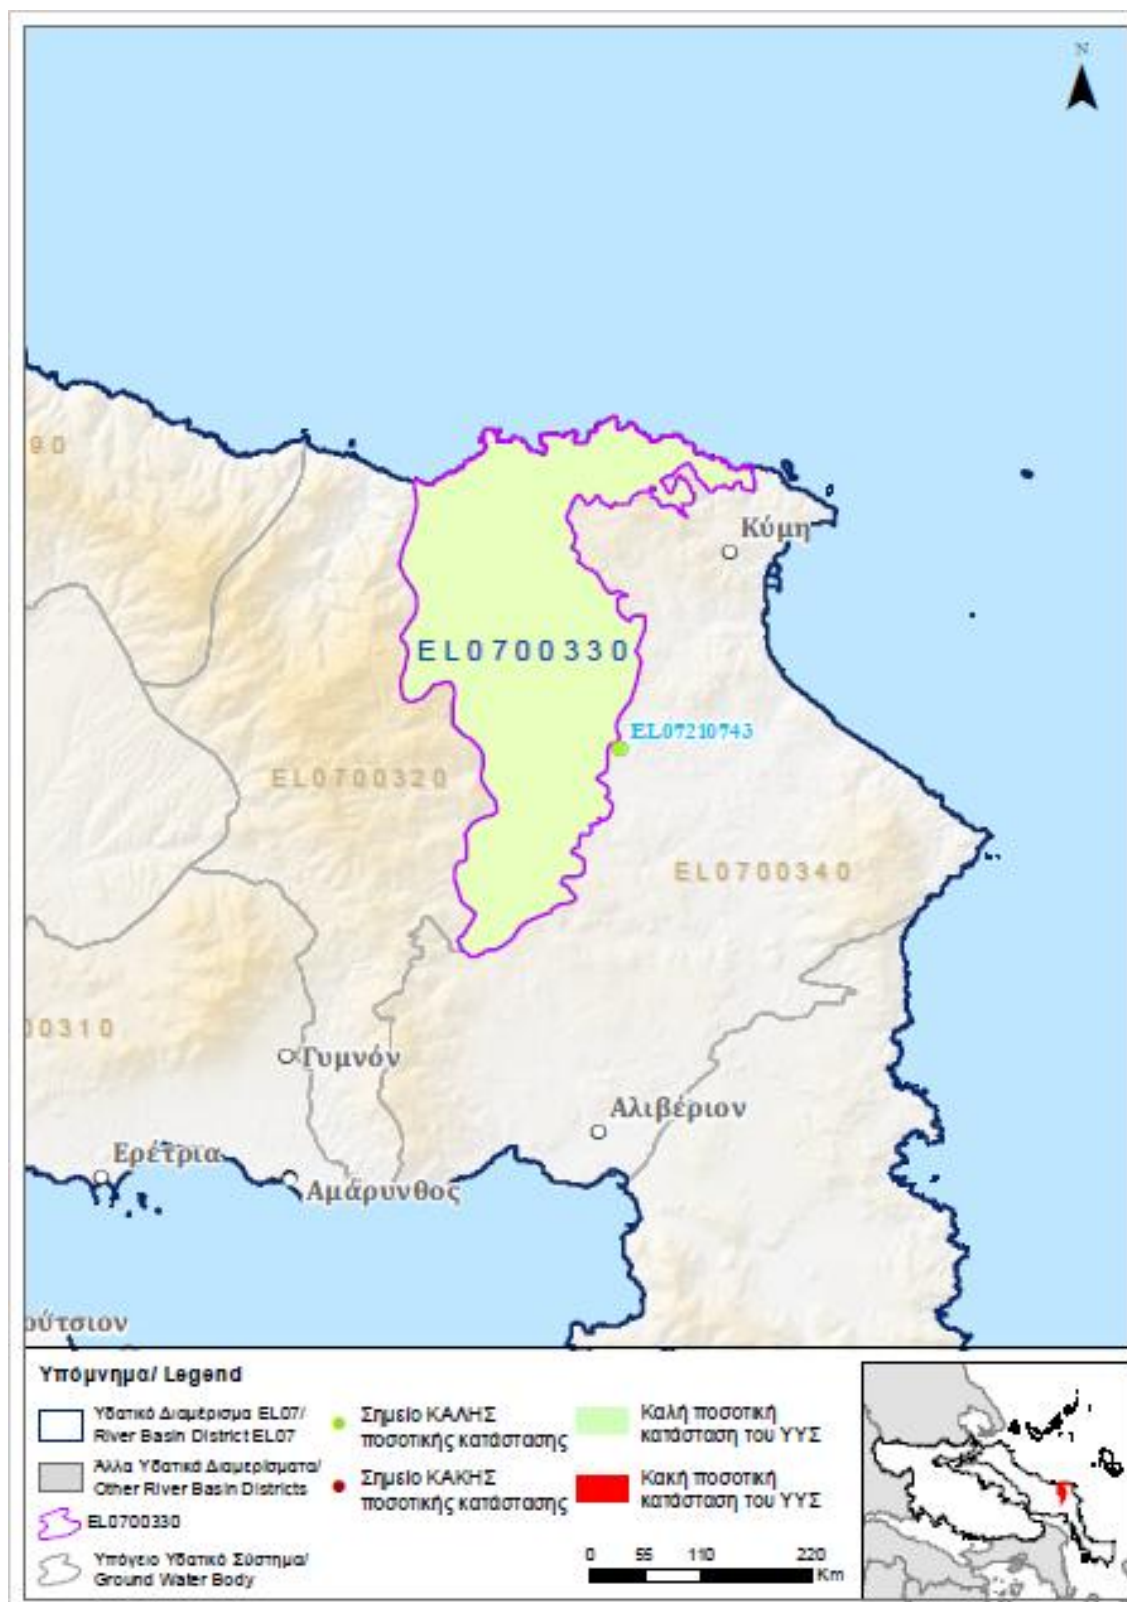 N
90
Κύμη
EL0700330
EL07210743
EL0700320
EL0700340
00310
Γυμνόν
Αλιβέριον
Ερέτρια
Αμάρυνθος
ούτσιον
Υπόμνημα/ Legend
Υδατικό Διαμέρισμα EL07/
River Basin District EL07
Άλλα Υδατικά Διαμερίσματα/
Other River Basin Districts
EL0700330
Υπόγειο Υδατικό Σύστημα/
Ground Water Body
Σημείο ΚΑΛΗΣ
ποσοτικής κατάστασης
Σημείο ΚΑΚΗΣ
ποσοτικής κατάστασης
Καλή ποσοτική
κατάσταση του ΥΥΣ
Κακή ποσοτική
κατάσταση του ΥΥΣ
0 55 110 220
Km